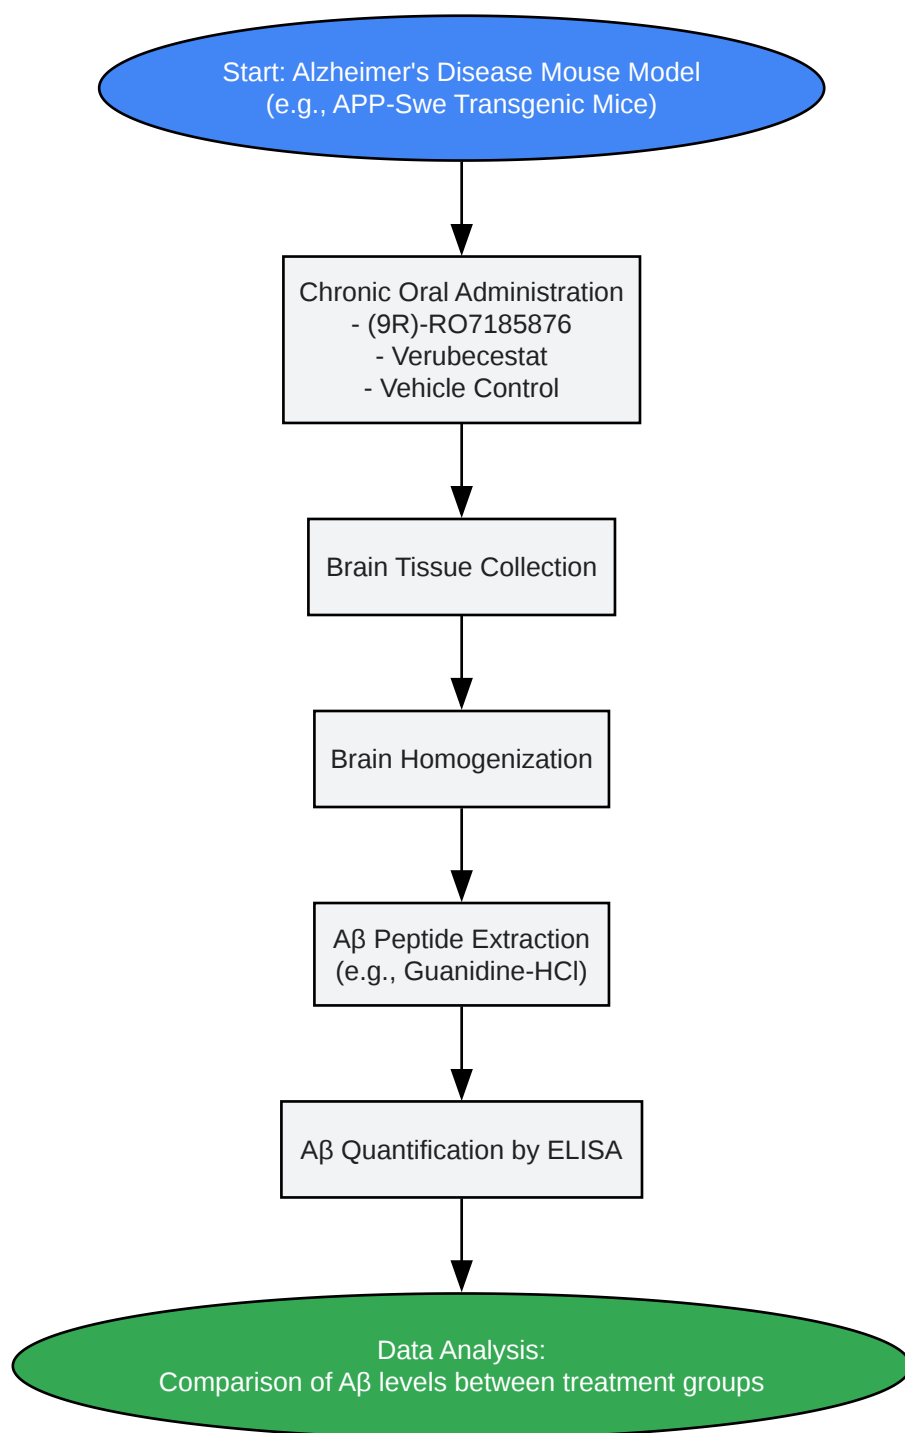 Start: Alzheimer's Disease Mouse Model
(e.g., APP-Swe Transgenic Mice)
Chronic Oral Administration
- (9R)-RO7185876
- Verubecestat
- Vehicle Control
Brain Tissue Collection
Brain Homogenization
Aβ Peptide Extraction
(e.g., Guanidine-HCl)
Aβ Quantification by ELISA
Data Analysis:
Comparison of Aβ levels between treatment groups